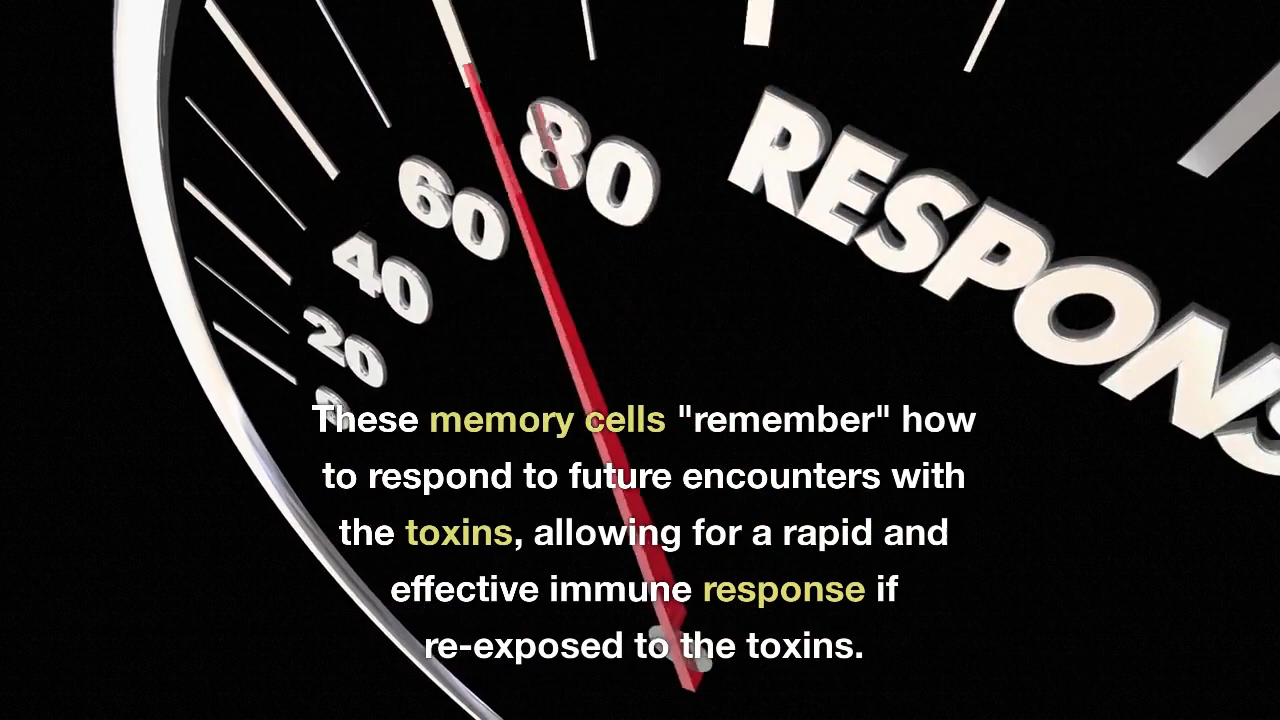 80
60
40
20
RESPONS
These memory cells "remember" how
to respond to future encounters with
the toxins, allowing for a rapid and
effective immune response if
re-exposed to the toxins.